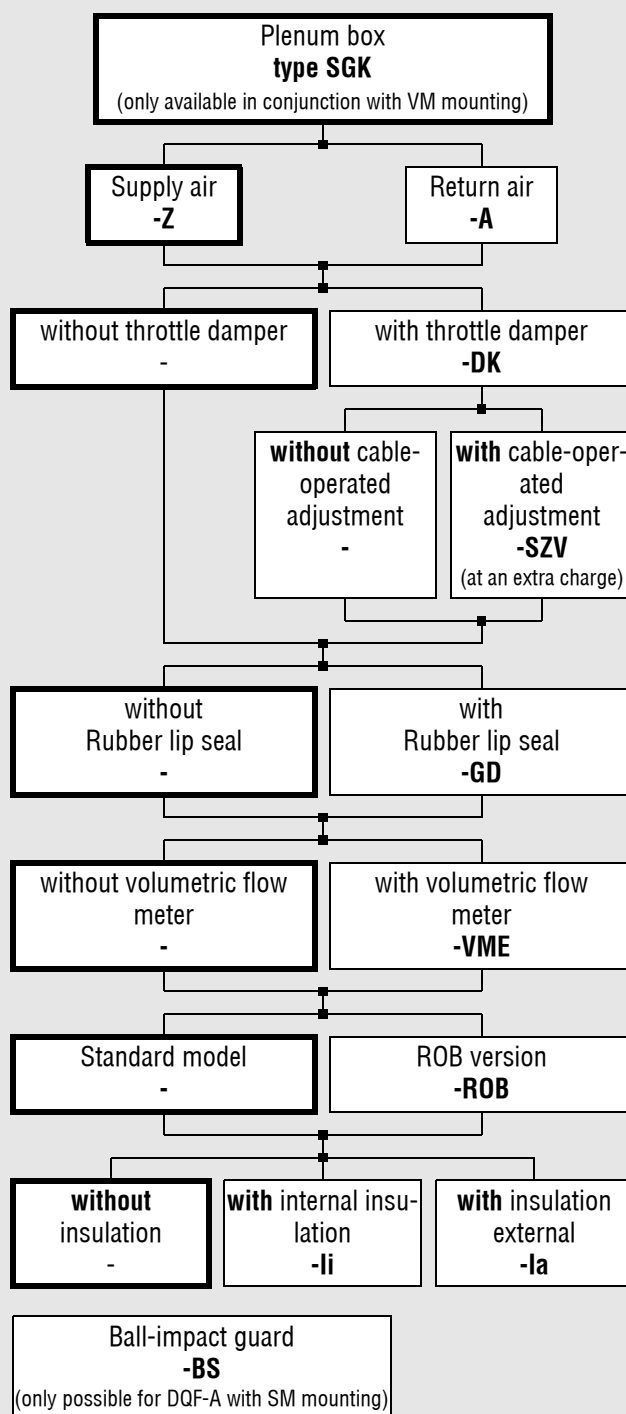 Plenum box
type SGK
(only available in conjunction with VM mounting)
Supply air
-Z
Return air
-A
without throttle damper
-
with throttle damper
-DK
without cable-
operated
adjustment
-
with cable-oper-
ated
adjustment
-SZV
(at an extra charge)
without
Rubber lip seal
-
with
Rubber lip seal
-GD
without volumetric flow
meter
-
with volumetric flow
meter
-VME
Standard model
-
ROB version
-ROB
without
insulation
-
with internal insu-
lation
-Ii
with insulation
external
-Ia
Ball-impact guard
-BS
(only possible for DQF-A with SM mounting)